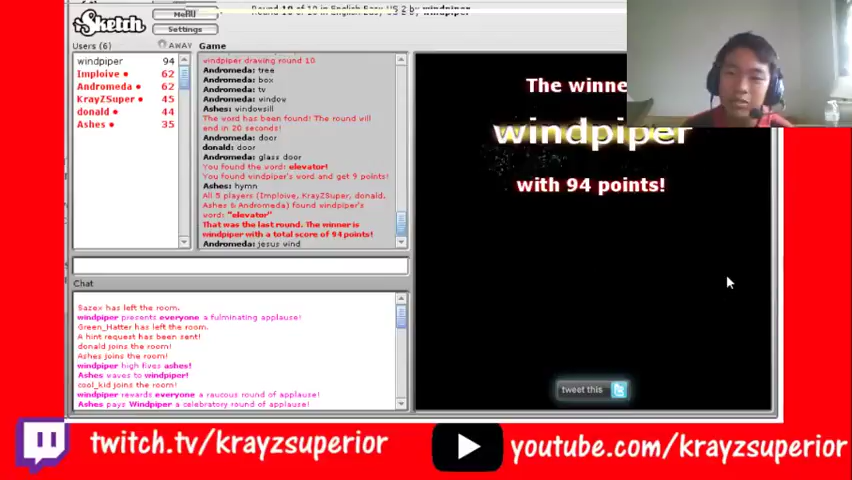 Round 10 of 10 in English Easy US 2 by windpiper
iSketch
Menu
Settings
Users (6)
AWAY
Game
windpiper 94
Imploive 62
Andromeda 62
KrayZSuper 45
donald 44
Ashes 35
windpiper drawing round 10
Andromeda: tree
Andromeda: box
Andromeda: tv
Andromeda: window
Ashes: windowsill
The word has been found! The round will
end in 20 seconds!
Andromeda: door
donald: door
Andromeda: glass door
You found the word: elevator!
You found windpiper's word and get 9 points!
Ashes: hymn
All 5 players (Imploive, KrayZSuper, donald,
Ashes & Andromeda) found windpiper's
word: "elevator"
That was the last round. The winner is
windpiper with a total score of 94 points!
Andromeda: jesus wind
The winne
windpiper
with 94 points!
tweet this
Chat
Sazex has left the room.
windpiper presents everyone a fulminating applause!
Green_Hatter has left the room.
A hint request has been sent!
donald joins the room!
Ashes joins the room!
windpiper high fives ashes!
Ashes waves to windpiper!
cool_kid joins the room!
windpiper rewards everyone a raucous round of applause!
Ashes pays Windpiper a celebratory round of applause!
twitch.tv/krayzsuperior
youtube.com/krayzsuperior